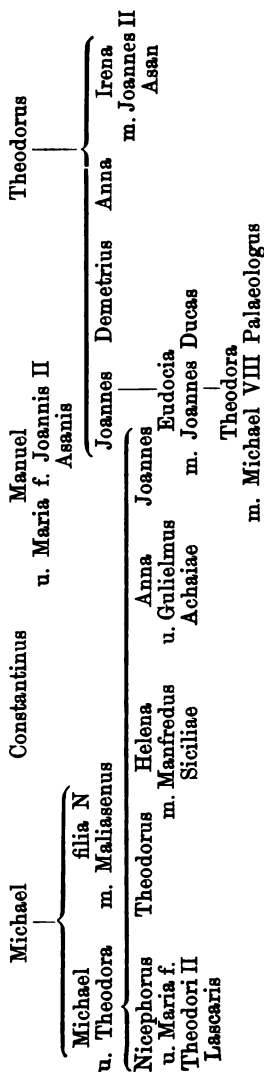 Michael Constantinus Manuel Theodorus
u. Maria f. Joannis II
Asanis
Michael filia N Joannes Demetrius Anna Irena
u. Theodora m. Maliasenus m. Joannes II
Asan
Nicephorus Theodorus Helena Anna Joannes Eudocia
u. Maria f. m. Manfredus u. Gulielmus m. Joannes Ducas
Theodori II Siciliae Achaiae
Lascaris
Theodora
m. Michael VIII Palaeologus